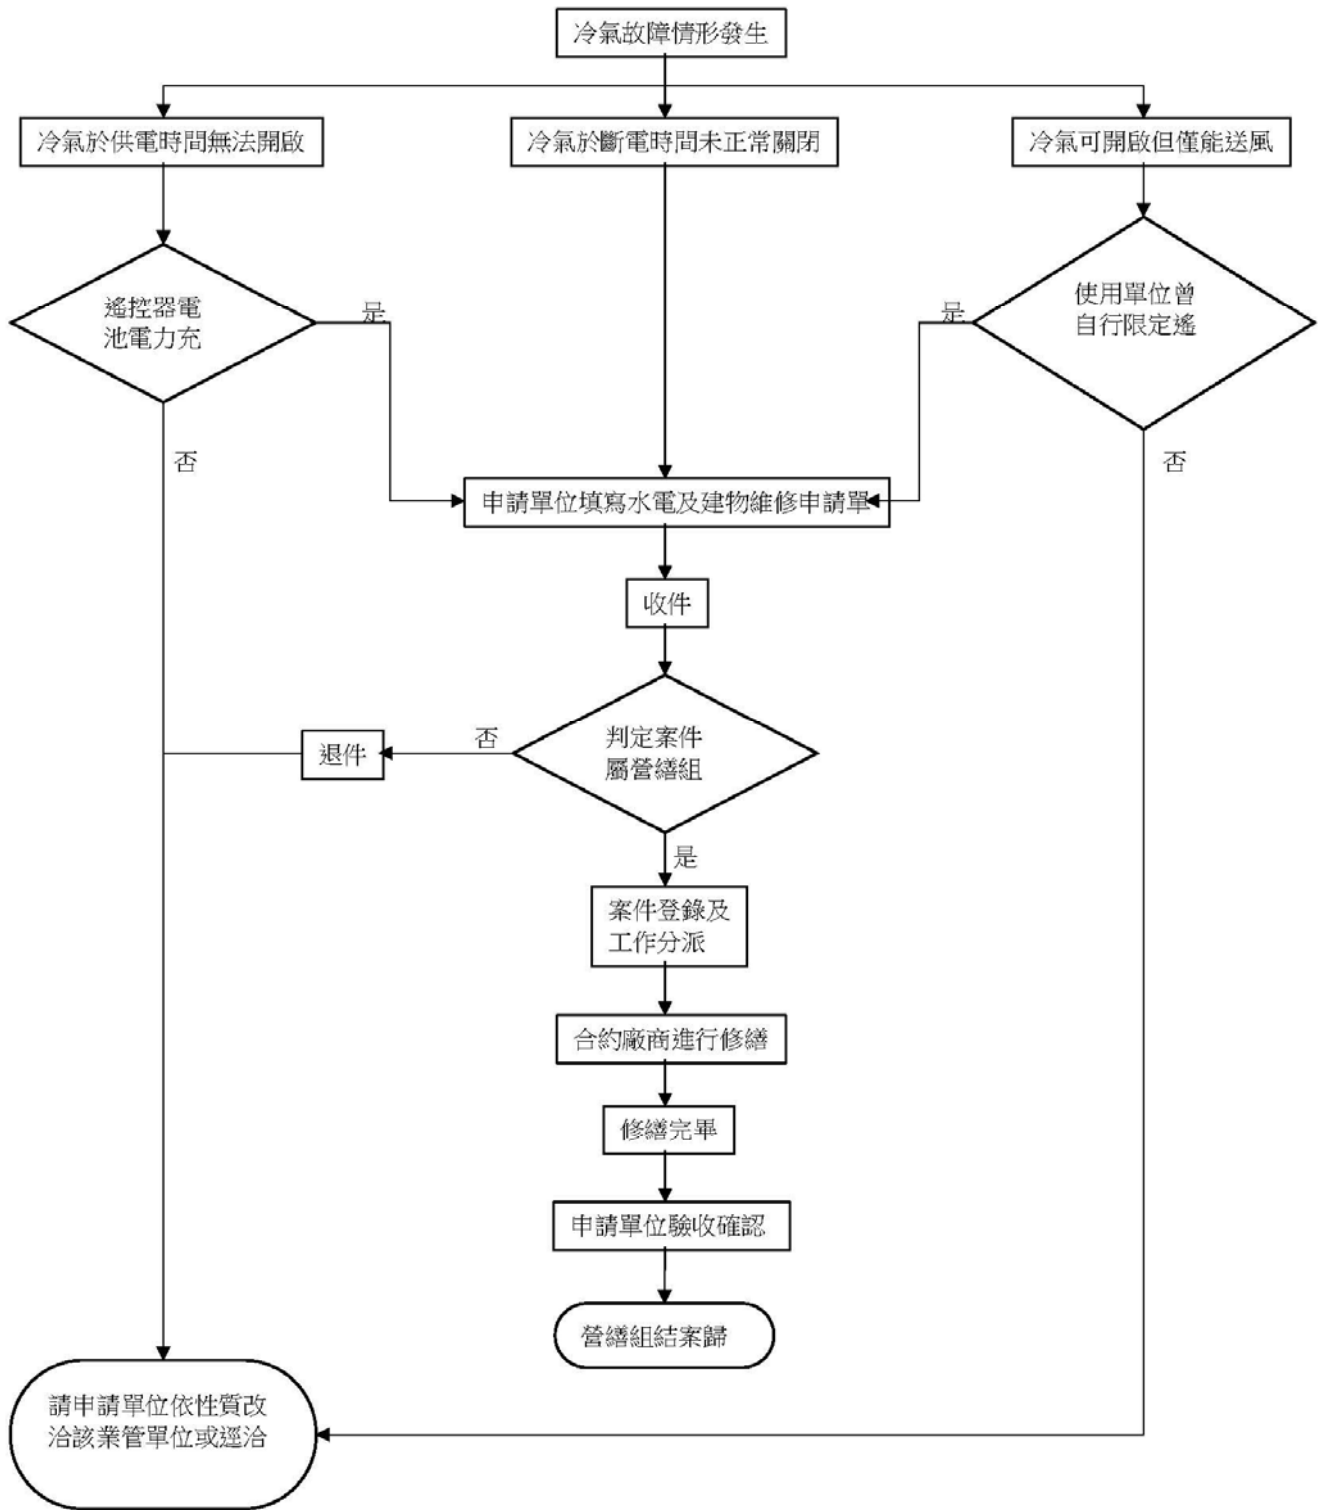 冷氣故障情形發生
冷氣於供電時間無法開啟
冷氣於斷電時間未正常關閉
冷氣可開啟但僅能送風
遙控器電
池電力充
是
否
使用單位曾
自行限定遙
是
否
申請單位填寫水電及建物維修申請單
收件
判定案件
屬營繕組
否
退件
是
案件登錄及
工作分派
合約廠商進行修繕
修繕完畢
申請單位驗收確認
營繕組結案歸
請申請單位依性質改
洽該業管單位或逕洽